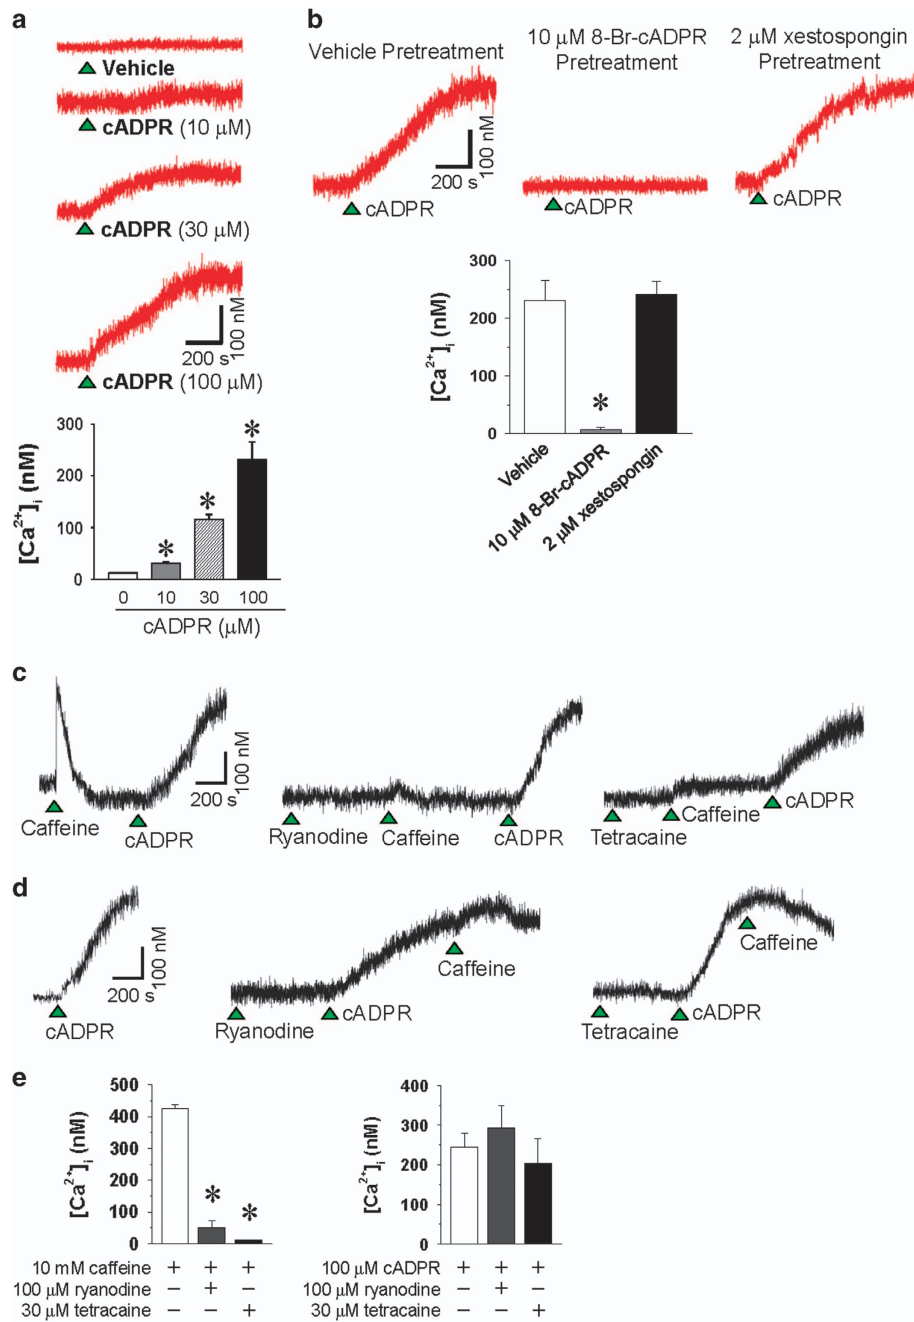 a
Vehicle
cADPR (10 μM)
cADPR (30 μM)
200 s
100 nM
cADPR (100 μM)
[Ca²⁺]ᵢ (nM)
300
200
100
0
0 10 30 100
cADPR (μM)
b
Vehicle Pretreatment
10 μM 8-Br-cADPR
Pretreatment
2 μM xestospongin
Pretreatment
200 s
100 nM
cADPR
cADPR
cADPR
[Ca²⁺]ᵢ (nM)
300
200
100
0
*
Vehicle
10 μM 8-Br-cADPR
2 μM xestospongin
* * *
c
200 s
100 nM
Caffeine
cADPR
Ryanodine
Caffeine
cADPR
Tetracaine
Caffeine
cADPR
d
200 s
100 nM
cADPR
Ryanodine
cADPR
Caffeine
Tetracaine
cADPR
Caffeine
e
[Ca²⁺]ᵢ (nM)
500
400
300
200
100
0
* *
10 mM caffeine + + +
100 μM ryanodine − + −
30 μM tetracaine − − +
[Ca²⁺]ᵢ (nM)
400
300
200
100
0
100 μM cADPR + + +
100 μM ryanodine − + −
30 μM tetracaine − − +